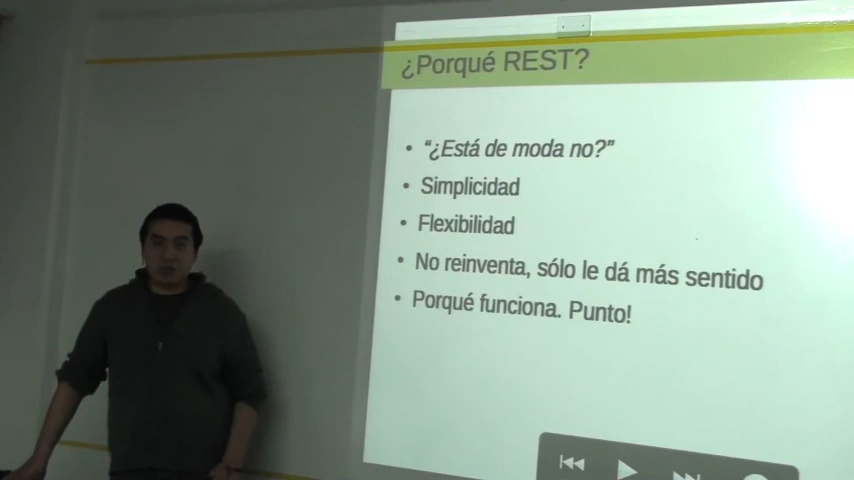 ¿Porqué REST?
• “¿Está de moda no?”
• Simplicidad
• Flexibilidad
• No reinventa, sólo le dá más sentido
• Porqué funciona. Punto!